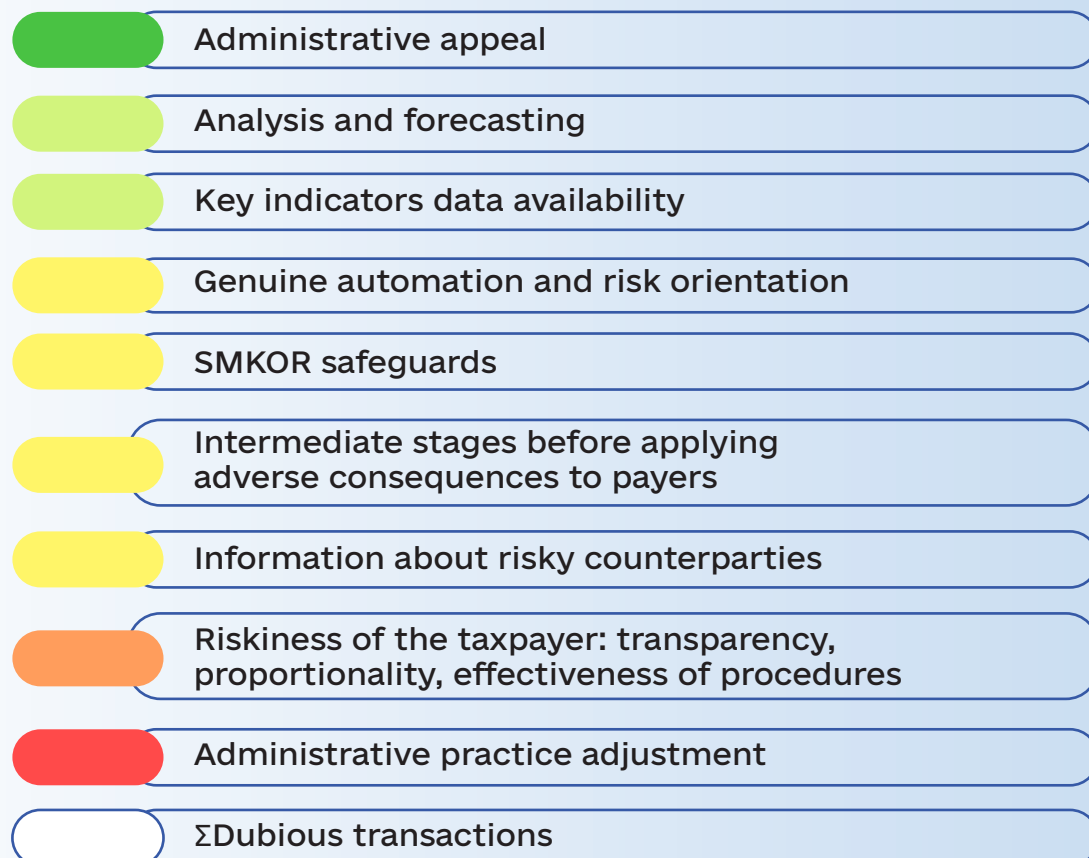 Administrative appeal
Analysis and forecasting
Key indicators data availability
Genuine automation and risk orientation
SMKOR safeguards
Intermediate stages before applying
adverse consequences to payers
Information about risky counterparties
Riskiness of the taxpayer: transparency,
proportionality, effectiveness of procedures
Administrative practice adjustment
ΣDubious transactions